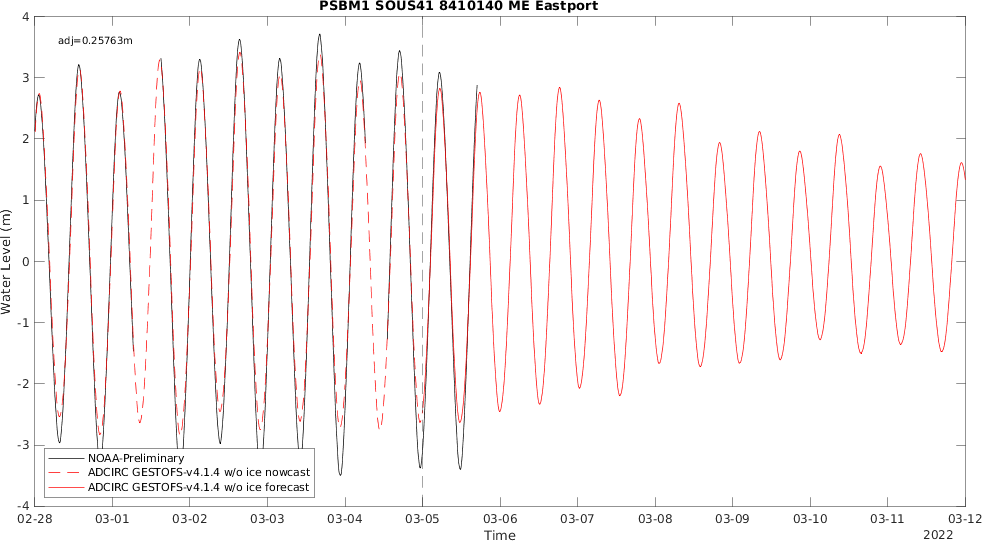 PSBM1 SOUS41 8410140 ME Eastport
adj=0.25763m
4
3
2
1
0
-1
-2
-3
-4
Water Level (m)
NOAA-Preliminary
ADCIRC GESTOFS-v4.1.4 w/o ice nowcast
ADCIRC GESTOFS-v4.1.4 w/o ice forecast
02-28 03-01 03-02 03-03 03-04 03-05 03-06 03-07 03-08 03-09 03-10 03-11 03-12
Time
2022